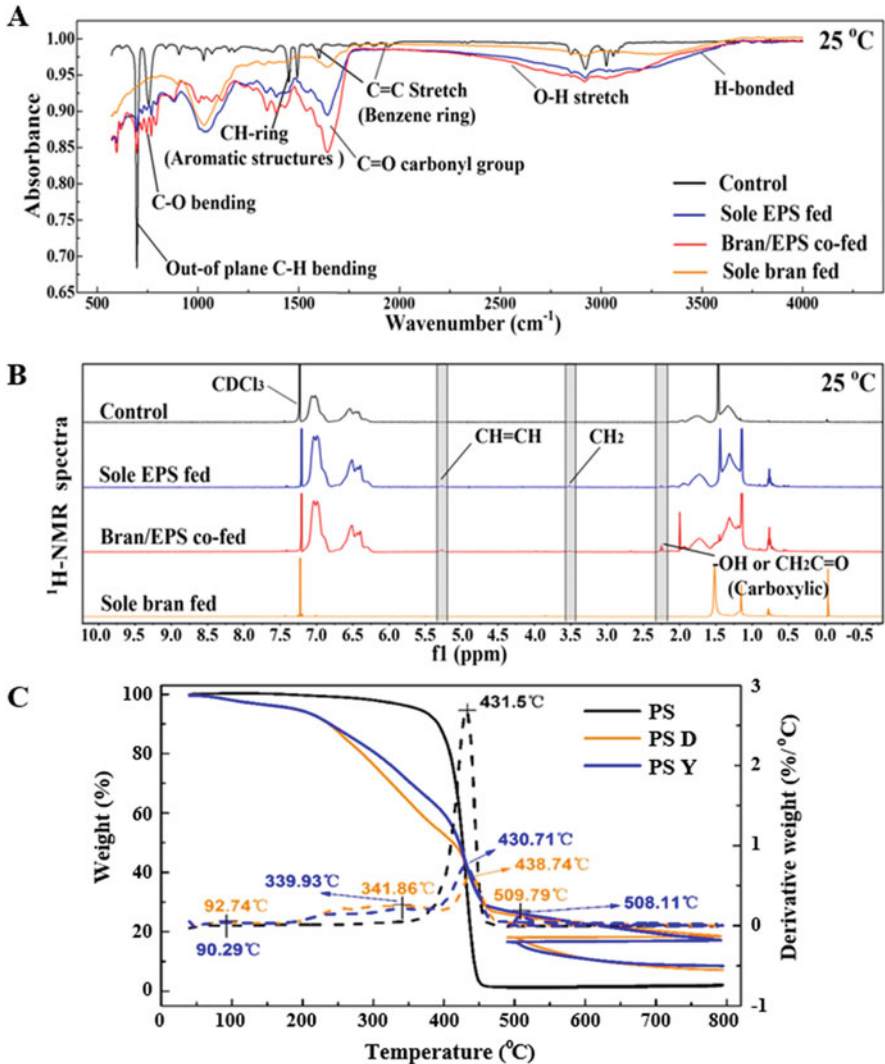 A
25 °C
1.00
0.95
0.90
0.85
0.80
0.75
0.70
0.65
Absorbance
C=C Stretch
(Benzene ring)
CH-ring
(Aromatic structures )
C=O carbonyl group
O-H stretch
H-bonded
C-O bending
Out-of plane C-H bending
Control
Sole EPS fed
Bran/EPS co-fed
Sole bran fed
500 1000 1500 2000 2500 3000 3500 4000
Wavenumber (cm-1)
B
25 °C
CDCl3
Control
Sole EPS fed
CH=CH
CH2
Bran/EPS co-fed
-OH or CH2C=O
(Carboxylic)
Sole bran fed
1H-NMR spectra
10.0 9.5 9.0 8.5 8.0 7.5 7.0 6.5 6.0 5.5 5.0 4.5 4.0 3.5 3.0 2.5 2.0 1.5 1.0 0.5 0.0 -0.5
f1 (ppm)
C
100
80
60
40
20
0
Weight (%)
3
2
1
0
-1
Derivative weight (%/°C)
431.5℃
PS
PS D
PS Y
430.71℃
438.74℃
339.93℃
341.86℃
509.79℃
508.11℃
92.74℃
90.29℃
0 100 200 300 400 500 600 700 800
Temperature (°C)